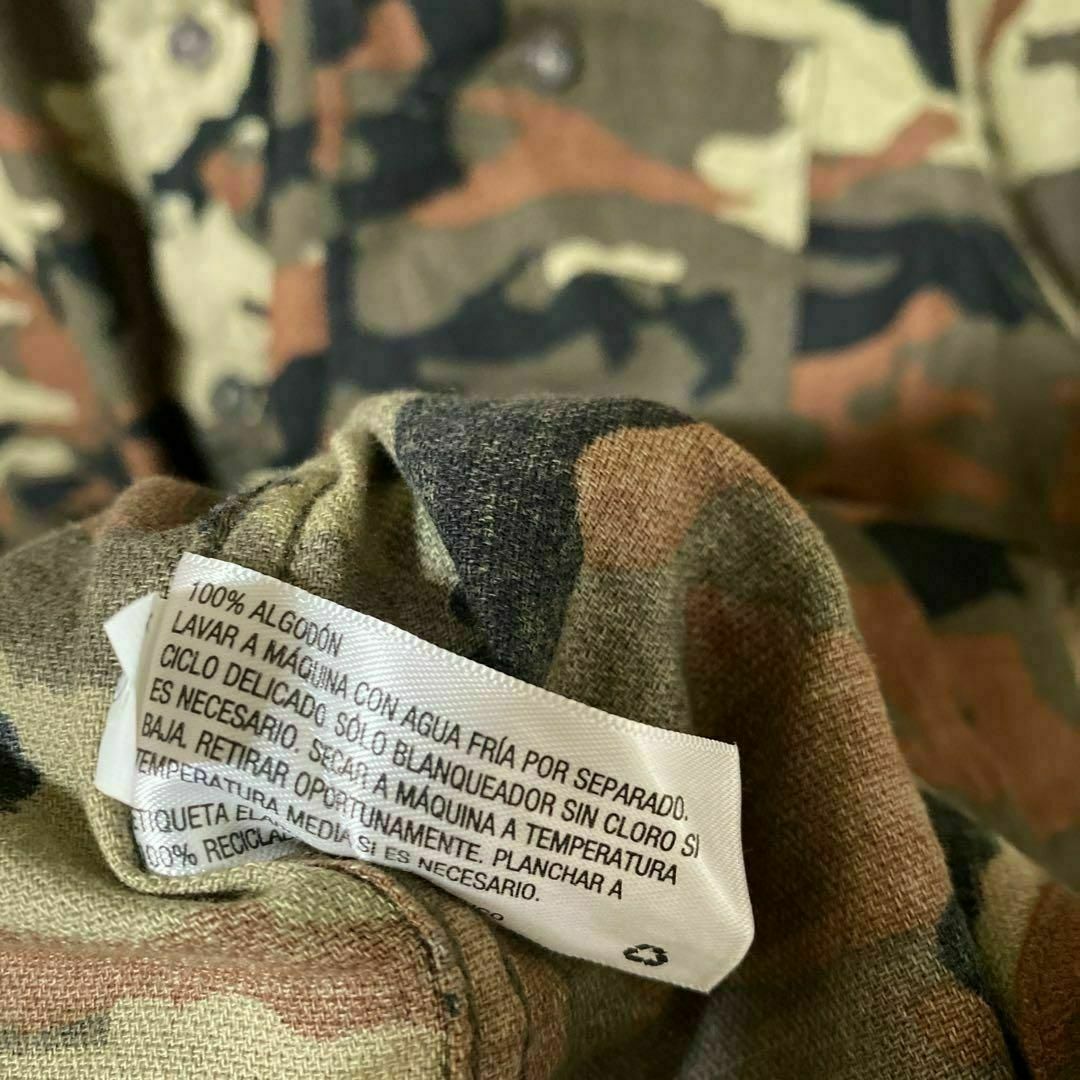 100% ALGODÓN
LAVAR A MÁQUINA CON AGUA FRÍA POR SEPARADO.
CICLO DELICADO SÓLO BLANQUEADOR SIN CLORO SI
ES NECESARIO. SECAR A MÁQUINA A TEMPERATURA
BAJA. RETIRAR OPORTUNAMENTE. PLANCHAR A
TEMPERATURA MEDIA SI ES NECESARIO.
ETIQUETA